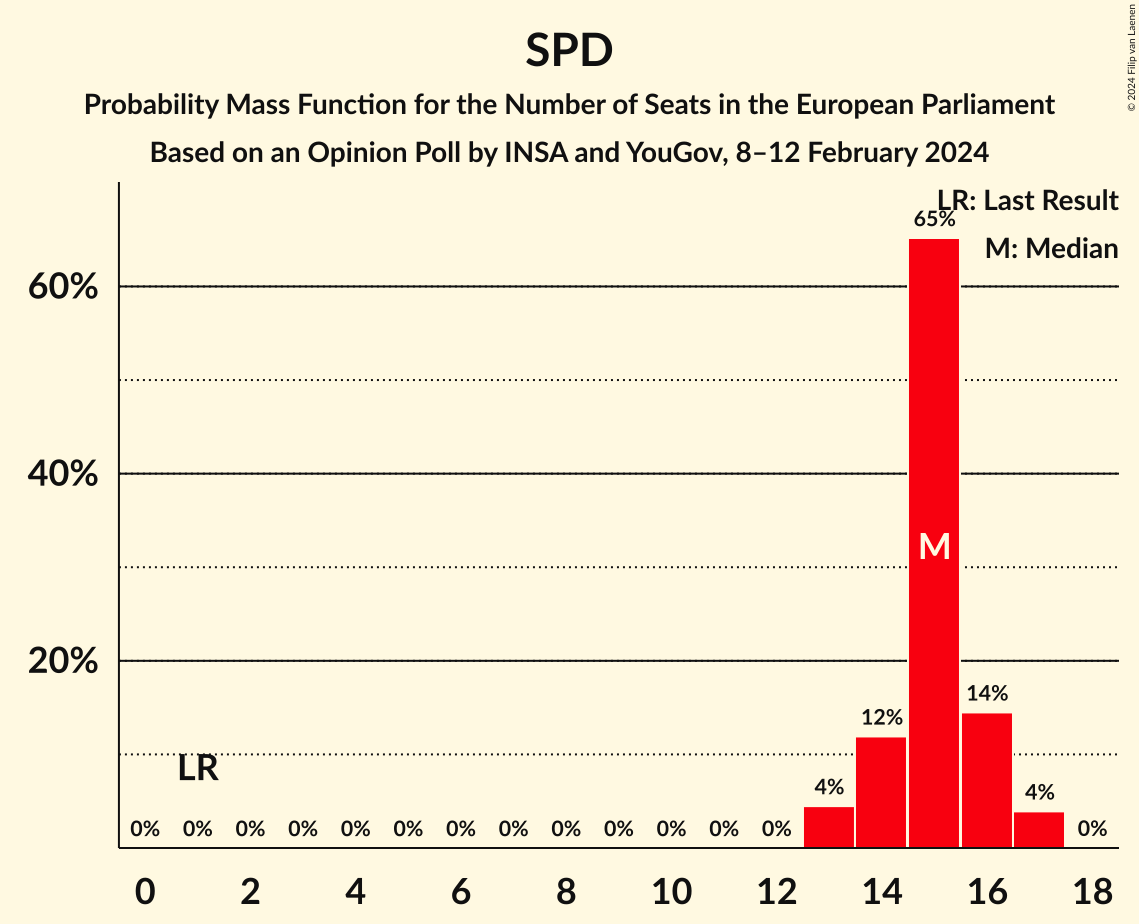 SPD
Probability Mass Function for the Number of Seats in the European Parliament
Based on an Opinion Poll by INSA and YouGov, 8–12 February 2024
© 2024 Filip van Laenen
LR: Last Result
M: Median
65%
60%
40%
M
20%
14%
12%
LR
4%
4%
0% 0% 0% 0% 0% 0% 0% 0% 0% 0% 0% 0% 0% 0%
0 2 4 6 8 10 12 14 16 18